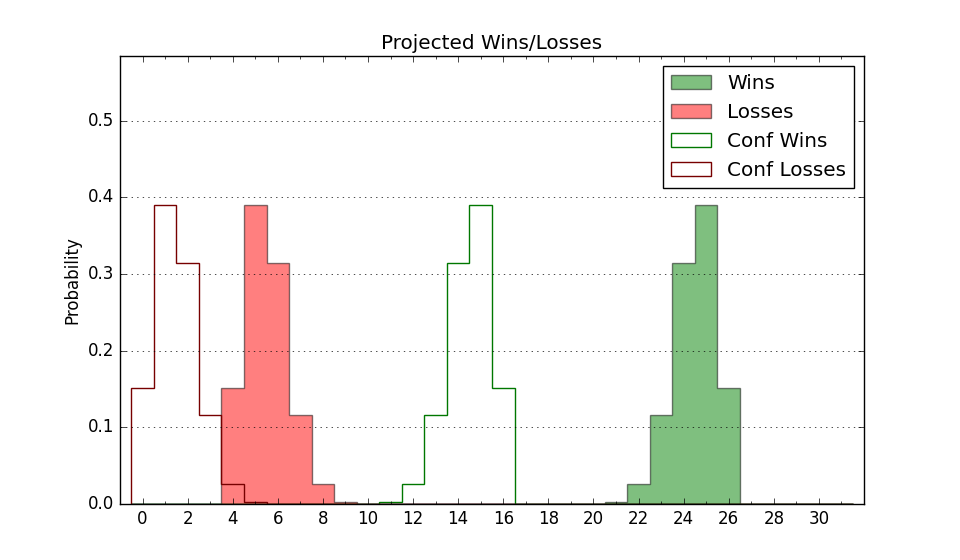 Projected Wins/Losses
Wins
Losses
Conf Wins
Conf Losses
Probability
0.5
0.4
0.3
0.2
0.1
0.0
0 2 4 6 8 10 12 14 16 18 20 22 24 26 28 30